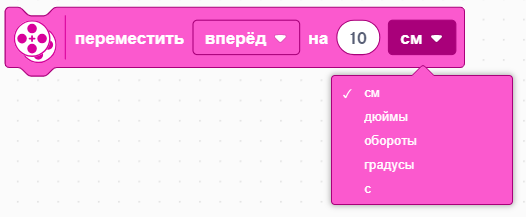 переместить вперёд на 10 см
см
дюймы
обороты
градусы
с